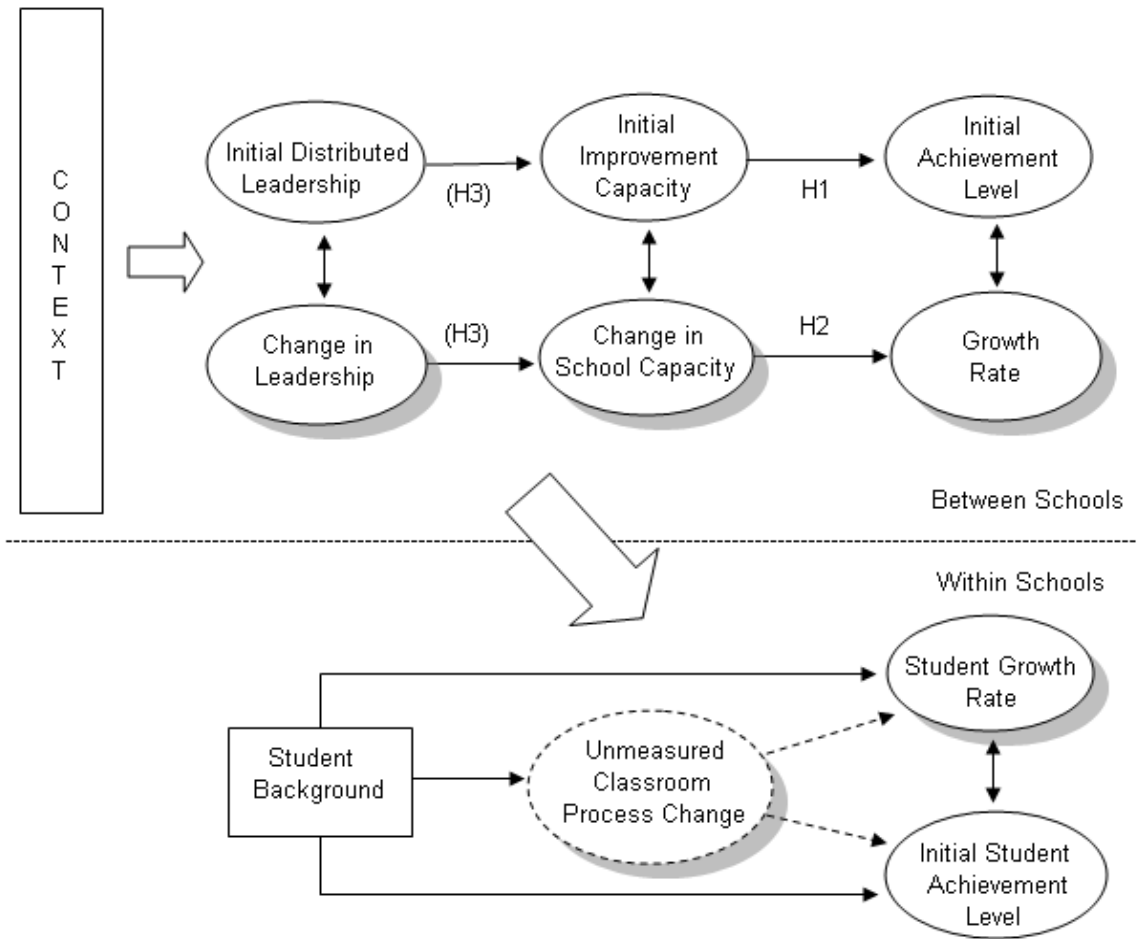 CONTEXT
Initial Distributed
Leadership
(H3)
Initial
Improvement
Capacity
H1
Initial
Achievement
Level
Change in
Leadership
(H3)
Change in
School Capacity
H2
Growth
Rate
Between Schools
Within Schools
Student Growth
Rate
Student
Background
Unmeasured
Classroom
Process Change
Initial Student
Achievement
Level